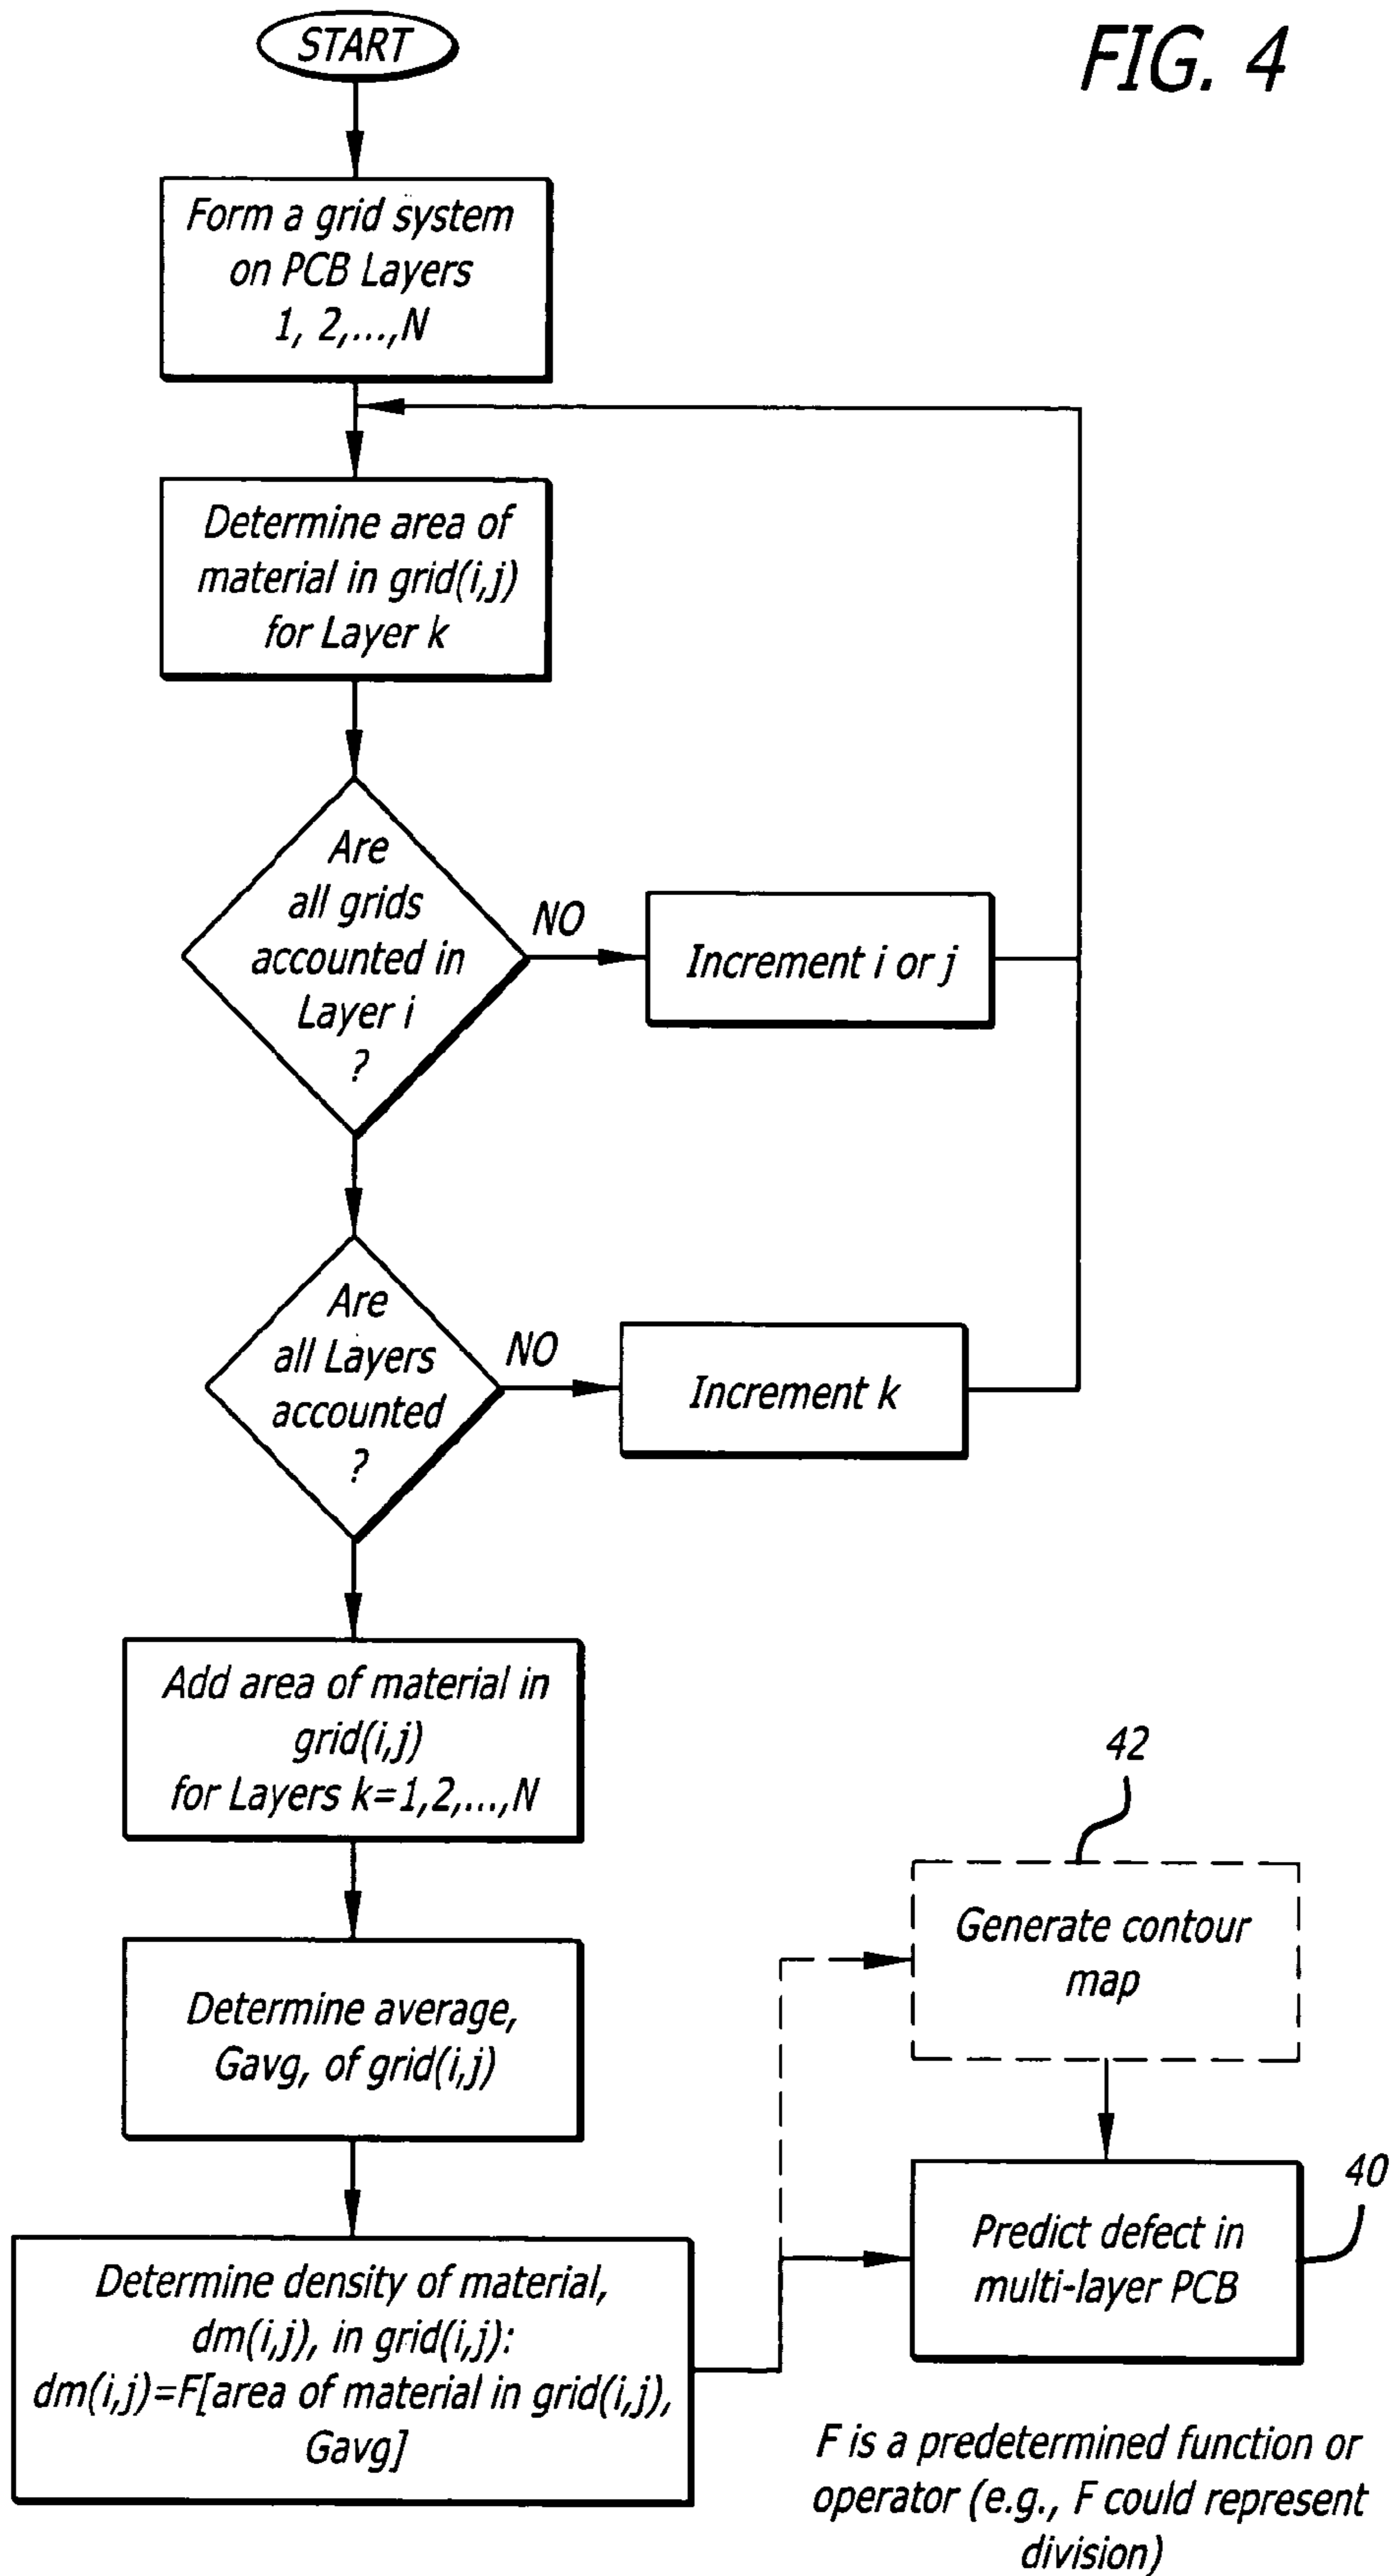 START
FIG. 4
Form a grid system
on PCB Layers
1, 2,...,N
Determine area of
material in grid(i,j)
for Layer k
Are
all grids
accounted in
Layer i
?
NO
Increment i or j
Are
all Layers
accounted
?
NO
Increment k
Add area of material in
grid(i,j)
for Layers k=1,2,...,N
Determine average,
Gavg, of grid(i,j)
Determine density of material,
dm(i,j), in grid(i,j):
dm(i,j)=F[area of material in grid(i,j),
Gavg]
42
Generate contour
map
40
Predict defect in
multi-layer PCB
F is a predetermined function or
operator (e.g., F could represent
division)